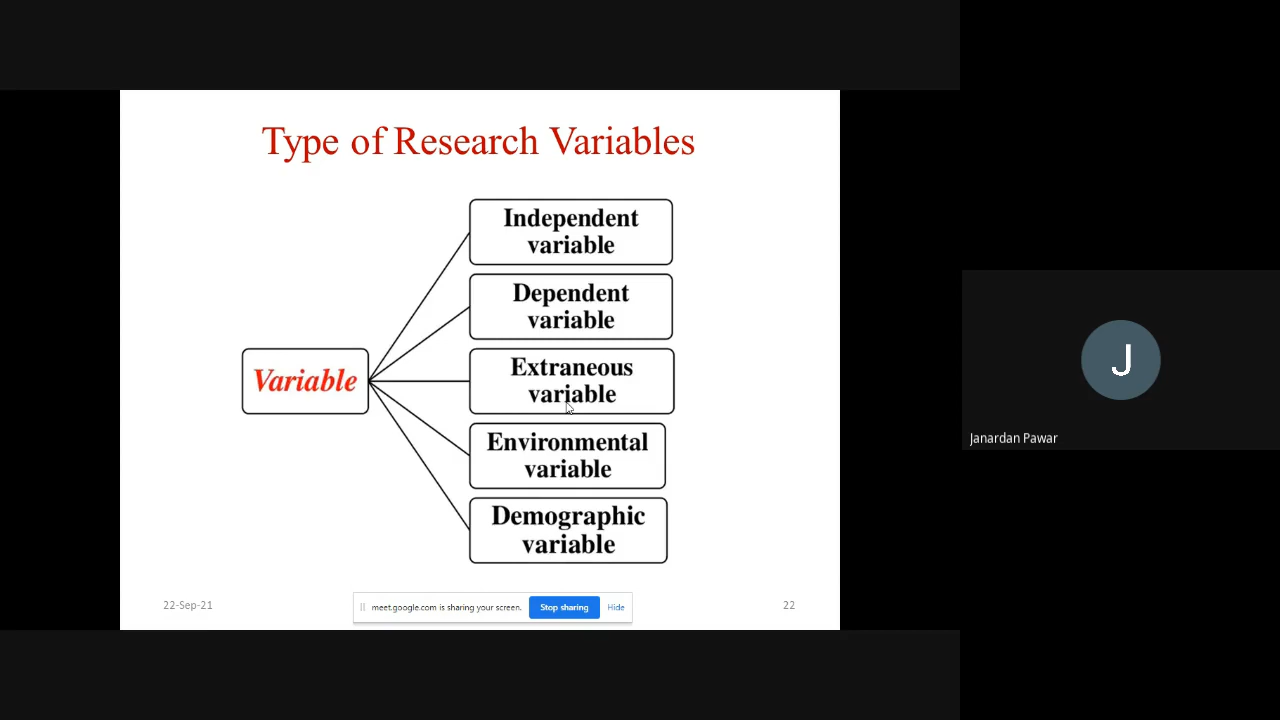 Type of Research Variables
Independent
variable
Dependent
variable
Variable
Extraneous
variable
Environmental
variable
Demographic
variable
22-Sep-21
meet.google.com is sharing your screen.
Stop sharing
Hide
22
J
Janardan Pawar